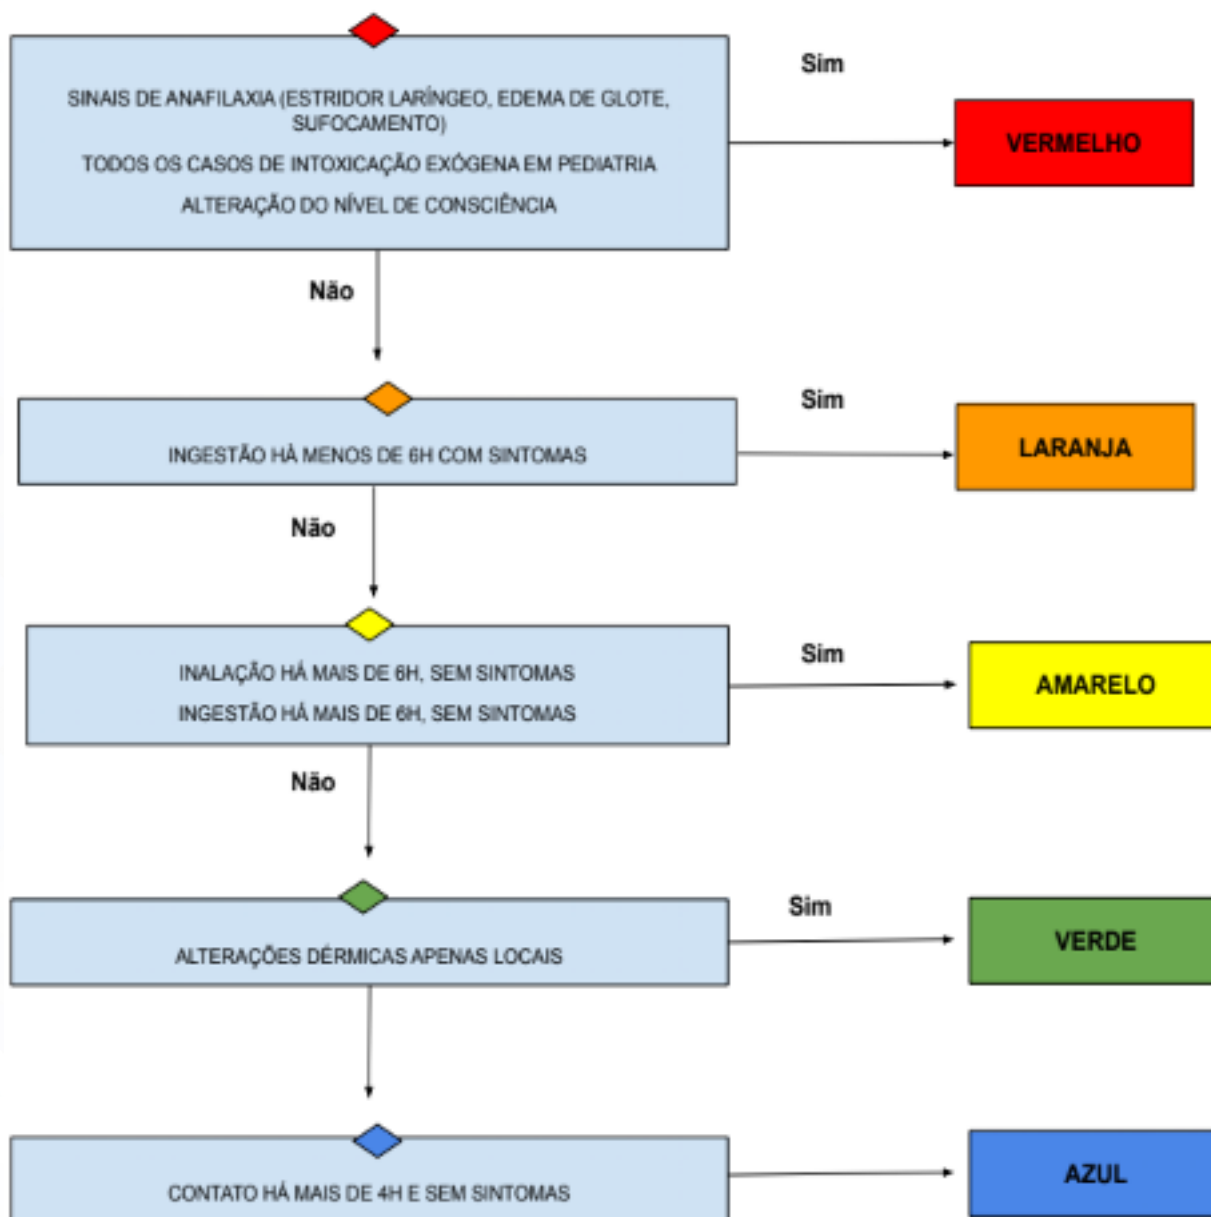 Sim
SINAIS DE ANAFILAXIA (ESTRIDOR LARÍNGEO, EDEMA DE GLOTE,
SUFOCAMENTO)
TODOS OS CASOS DE INTOXICAÇÃO EXÓGENA EM PEDIATRIA
ALTERAÇÃO DO NÍVEL DE CONSCIÊNCIA
VERMELHO
Não
Sim
INGESTÃO HÁ MENOS DE 6H COM SINTOMAS
LARANJA
Não
Sim
INALAÇÃO HÁ MAIS DE 6H, SEM SINTOMAS
INGESTÃO HÁ MAIS DE 6H, SEM SINTOMAS
AMARELO
Não
Sim
ALTERAÇÕES DÉRMICAS APENAS LOCAIS
VERDE
CONTATO HÁ MAIS DE 4H E SEM SINTOMAS
AZUL